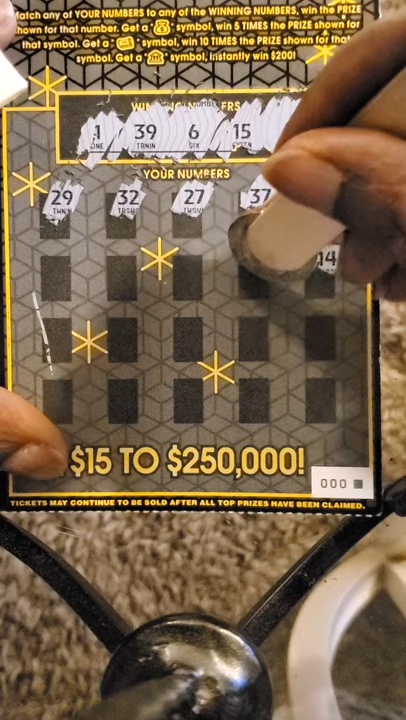 Match any of YOUR NUMBERS to any of the WINNING NUMBERS, win the PRIZE
shown for that number. Get a symbol, win 5 TIMES the PRIZE shown for
that symbol. Get a symbol, win 10 TIMES the PRIZE shown for that
symbol. Get a symbol, instantly win $200!
1 39 6 15
SIX
YOUR NUMBERS
29 32 27 37
14
$15 TO $250,000!
000
TICKETS MAY CONTINUE TO BE SOLD AFTER ALL TOP PRIZES HAVE BEEN CLAIMED.